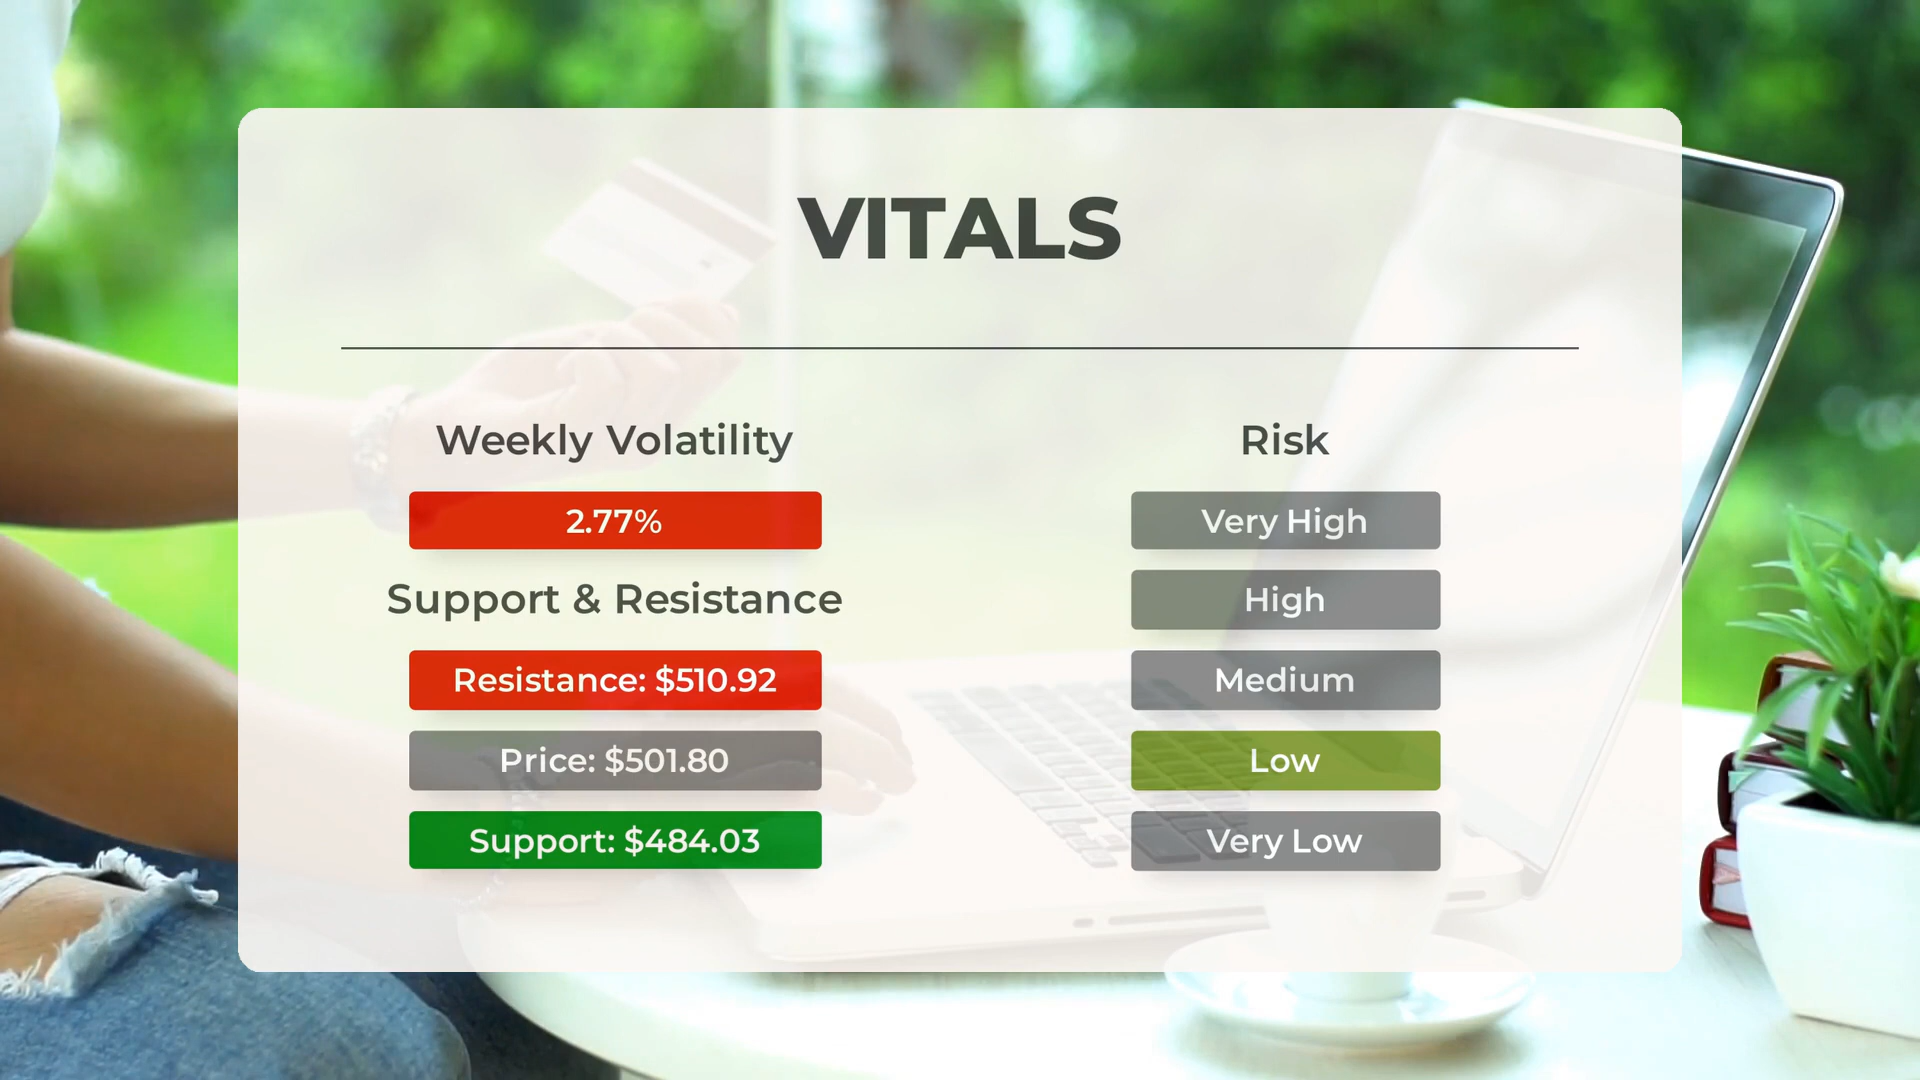 VITALS
Weekly Volatility
2.77%
Support & Resistance
Resistance: $510.92
Price: $501.80
Support: $484.03
Risk
Very High
High
Medium
Low
Very Low